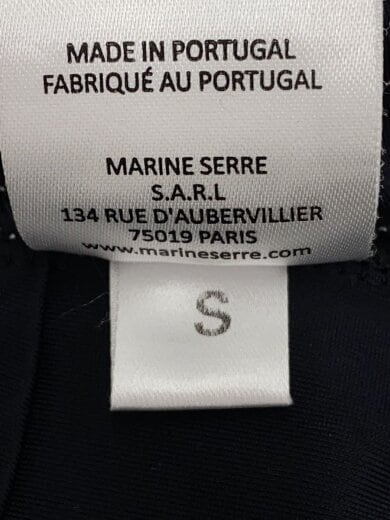 MADE IN PORTUGAL
FABRIQUÉ AU PORTUGAL
MARINE SERRE
S.A.R.L
134 RUE D'AUBERVILLIER
75019 PARIS
www.marineserre.com
S